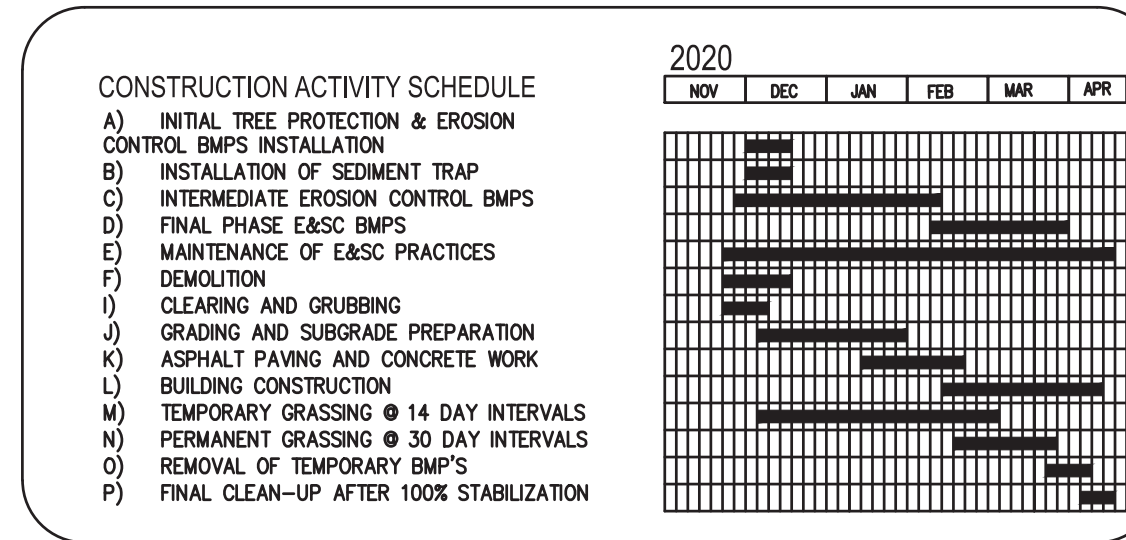 2020
NOV DEC JAN FEB MAR APR
CONSTRUCTION ACTIVITY SCHEDULE
A) INITIAL TREE PROTECTION & EROSION
CONTROL BMPS INSTALLATION
B) INSTALLATION OF SEDIMENT TRAP
C) INTERMEDIATE EROSION CONTROL BMPS
D) FINAL PHASE E&SC BMPS
E) MAINTENANCE OF E&SC PRACTICES
F) DEMOLITION
I) CLEARING AND GRUBBING
J) GRADING AND SUBGRADE PREPARATION
K) ASPHALT PAVING AND CONCRETE WORK
L) BUILDING CONSTRUCTION
M) TEMPORARY GRASSING @ 14 DAY INTERVALS
N) PERMANENT GRASSING @ 30 DAY INTERVALS
O) REMOVAL OF TEMPORARY BMP'S
P) FINAL CLEAN-UP AFTER 100% STABILIZATION